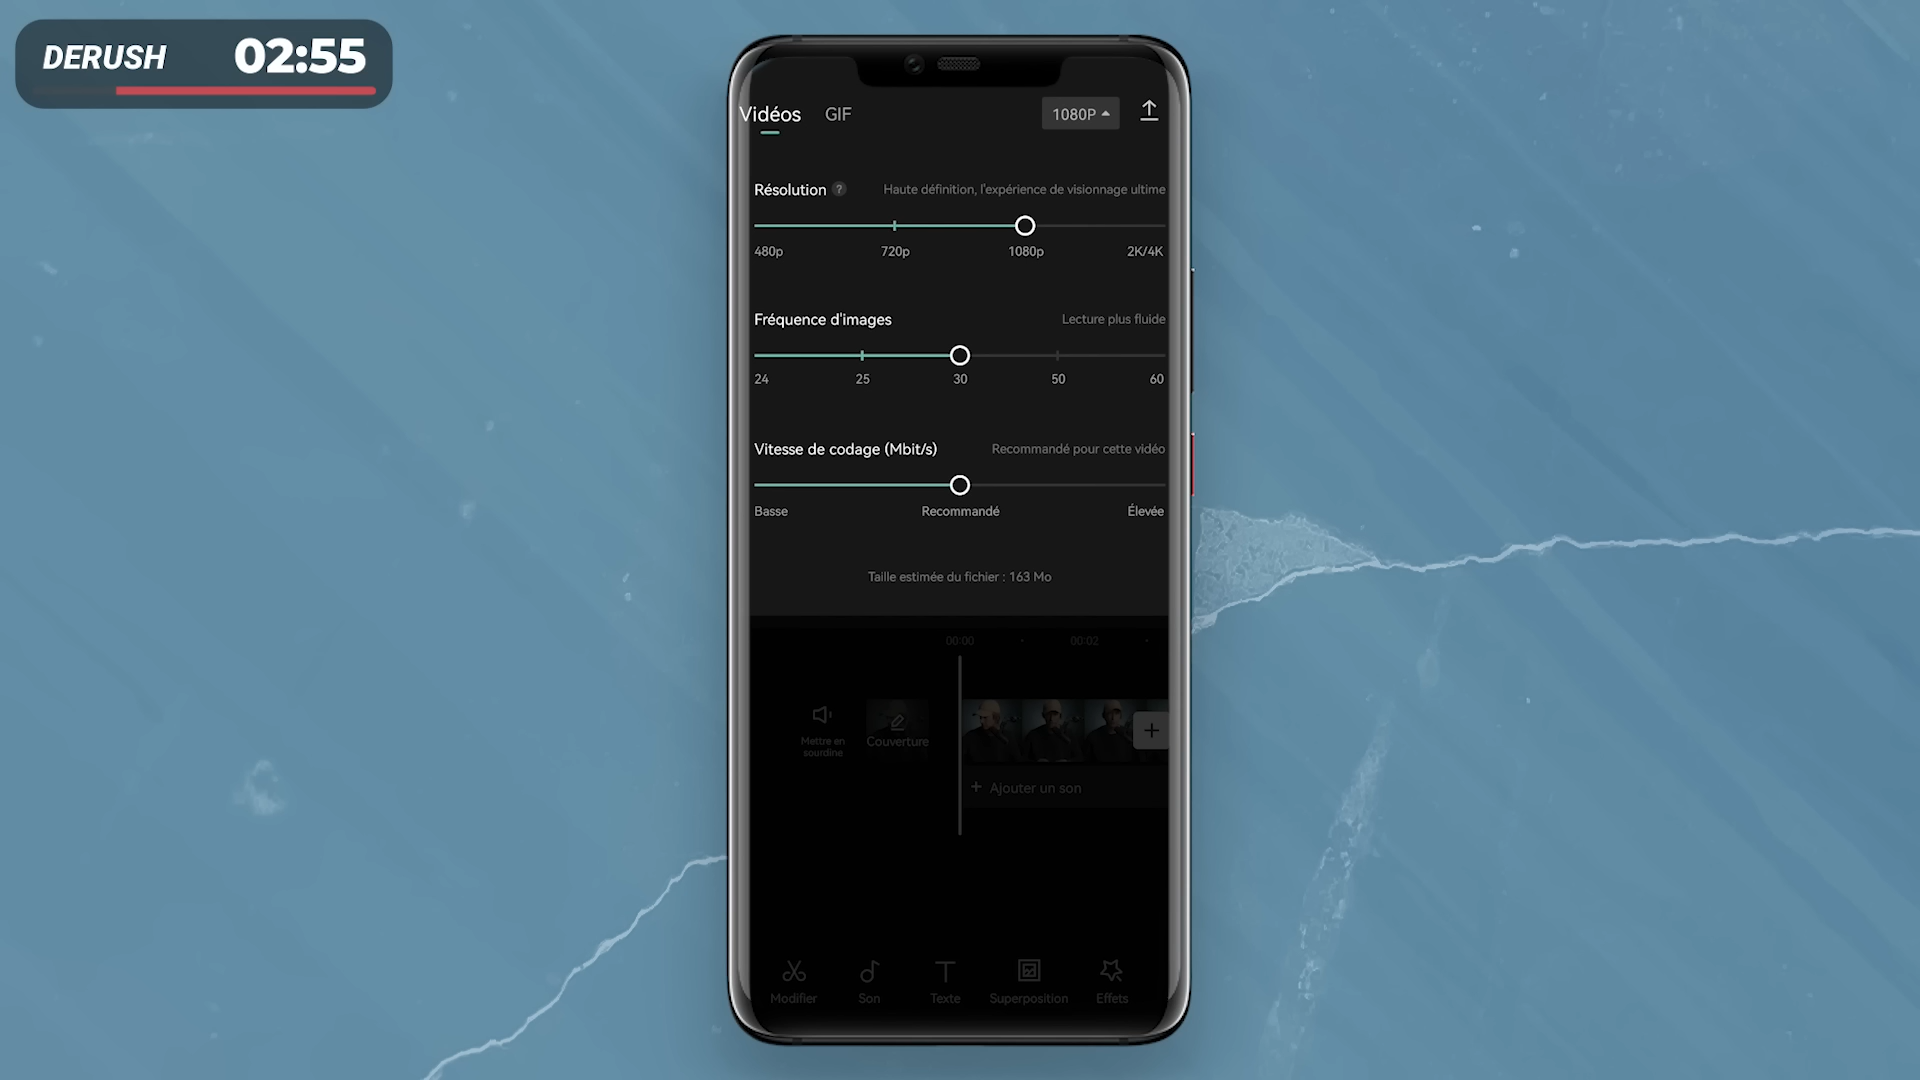 DERUSH 02:55
Vidéos GIF 1080P
Résolution ? Haute définition, l'expérience de visionnage ultime
480p 720p 1080p 2K/4K
Fréquence d'images Lecture plus fluide
24 25 30 50 60
Vitesse de codage (Mbit/s) Recommandé pour cette vidéo
Basse Recommandé Élevée
Taille estimée du fichier : 163 Mo
00:00 00:02
Mettre en
sourdine
Couverture
+ Ajouter un son
Modifier Son Texte Superposition Effets